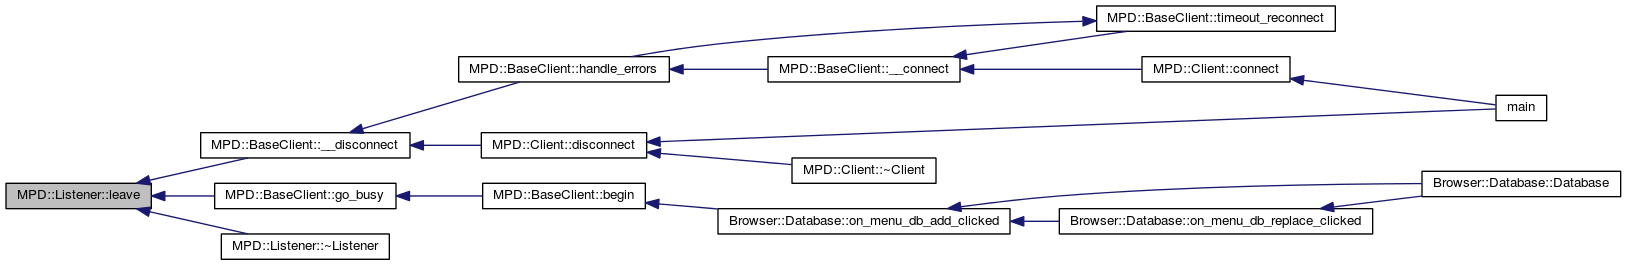 MPD::BaseClient::timeout_reconnect
MPD::BaseClient::handle_errors
MPD::BaseClient::__connect
MPD::Client::connect
main
MPD::BaseClient::__disconnect
MPD::Client::disconnect
MPD::Client::~Client
MPD::Listener::leave
MPD::BaseClient::go_busy
MPD::BaseClient::begin
Browser::Database::Database
Browser::Database::on_menu_db_add_clicked
Browser::Database::on_menu_db_replace_clicked
MPD::Listener::~Listener